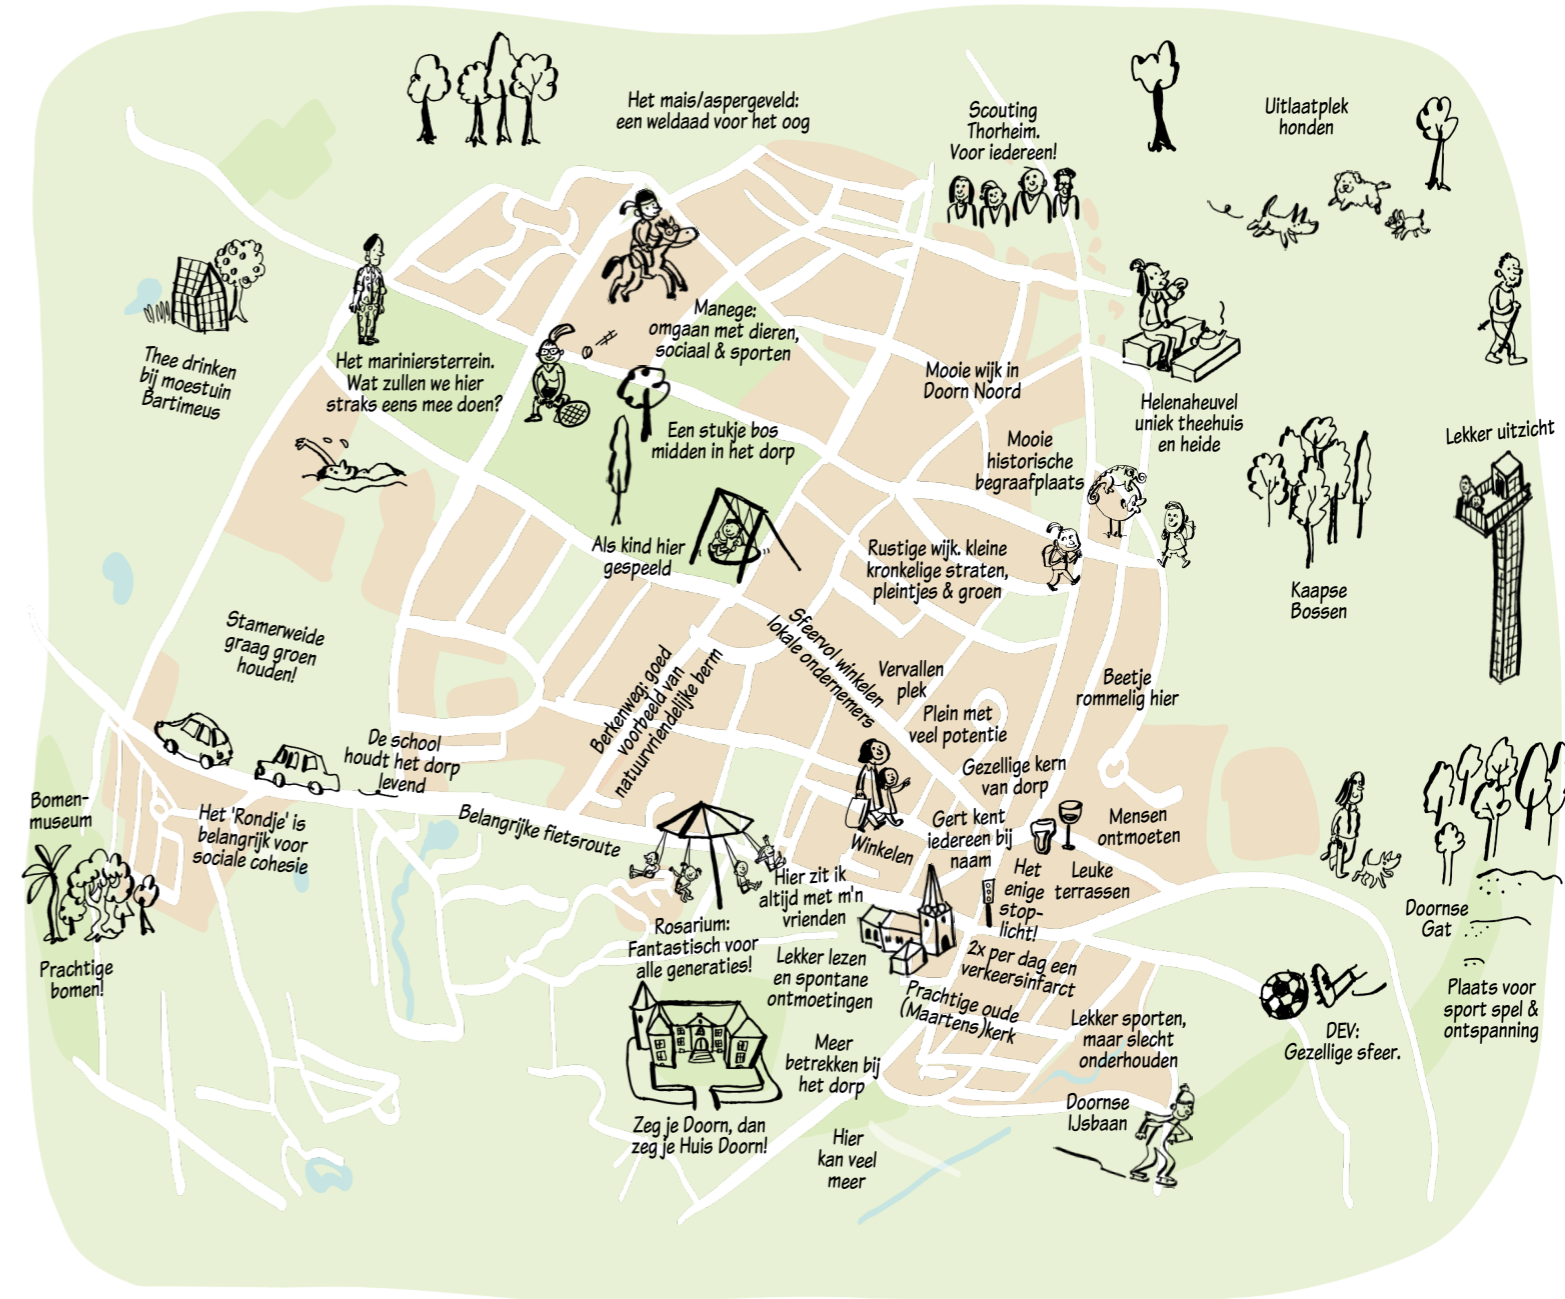 Het mais/aspergeveld:
een weldaad voor het oog
Scouting
Thorheim.
Voor iedereen!
Uitlaatplek
honden
Thee drinken
bij moestuin
Bartimeus
Het mariniersterrein.
Wat zullen we hier
straks eens mee doen?
Manege:
omgaan met dieren,
sociaal & sporten
Een stukje bos
midden in het dorp
Mooie wijk in
Doorn Noord
Helenaheuvel
uniek theehuis
en heide
Lekker uitzicht
Mooie
historische
begraafplaats
Als kind hier
gespeeld
Rustige wijk. kleine
kronkelige straten,
pleintjes & groen
Kaapse
Bossen
Stamerweide
graag groen
houden!
Berkenweg; goed
voorbeeld van
natuurvriendelijke berm
Sfeervol winkelen
lokale ondernemers
Vervallen
plek
Beetje
rommelig hier
Plein met
veel potentie
De school
houdt het dorp
levend
Gezellige kern
van dorp
Bomen-
museum
Het 'Rondje' is
belangrijk voor
sociale cohesie
Belangrijke fietsroute
Winkelen
Gert kent
iedereen bij
naam
Mensen
ontmoeten
Het
enige
stop-
licht!
Leuke
terrassen
Hier zit ik
altijd met m'n
vrienden
Rosarium:
Fantastisch voor
alle generaties!
Lekker lezen
en spontane
ontmoetingen
2x per dag een
verkeersinfarct
Doornse
Gat
Prachtige
bomen!
Prachtige oude
(Maartens)kerk
Plaats voor
sport spel &
ontspanning
Lekker sporten,
maar slecht
onderhouden
DEV:
Gezellige sfeer.
Meer
betrekken bij
het dorp
Doornse
IJsbaan
Zeg je Doorn, dan
zeg je Huis Doorn!
Hier
kan veel
meer